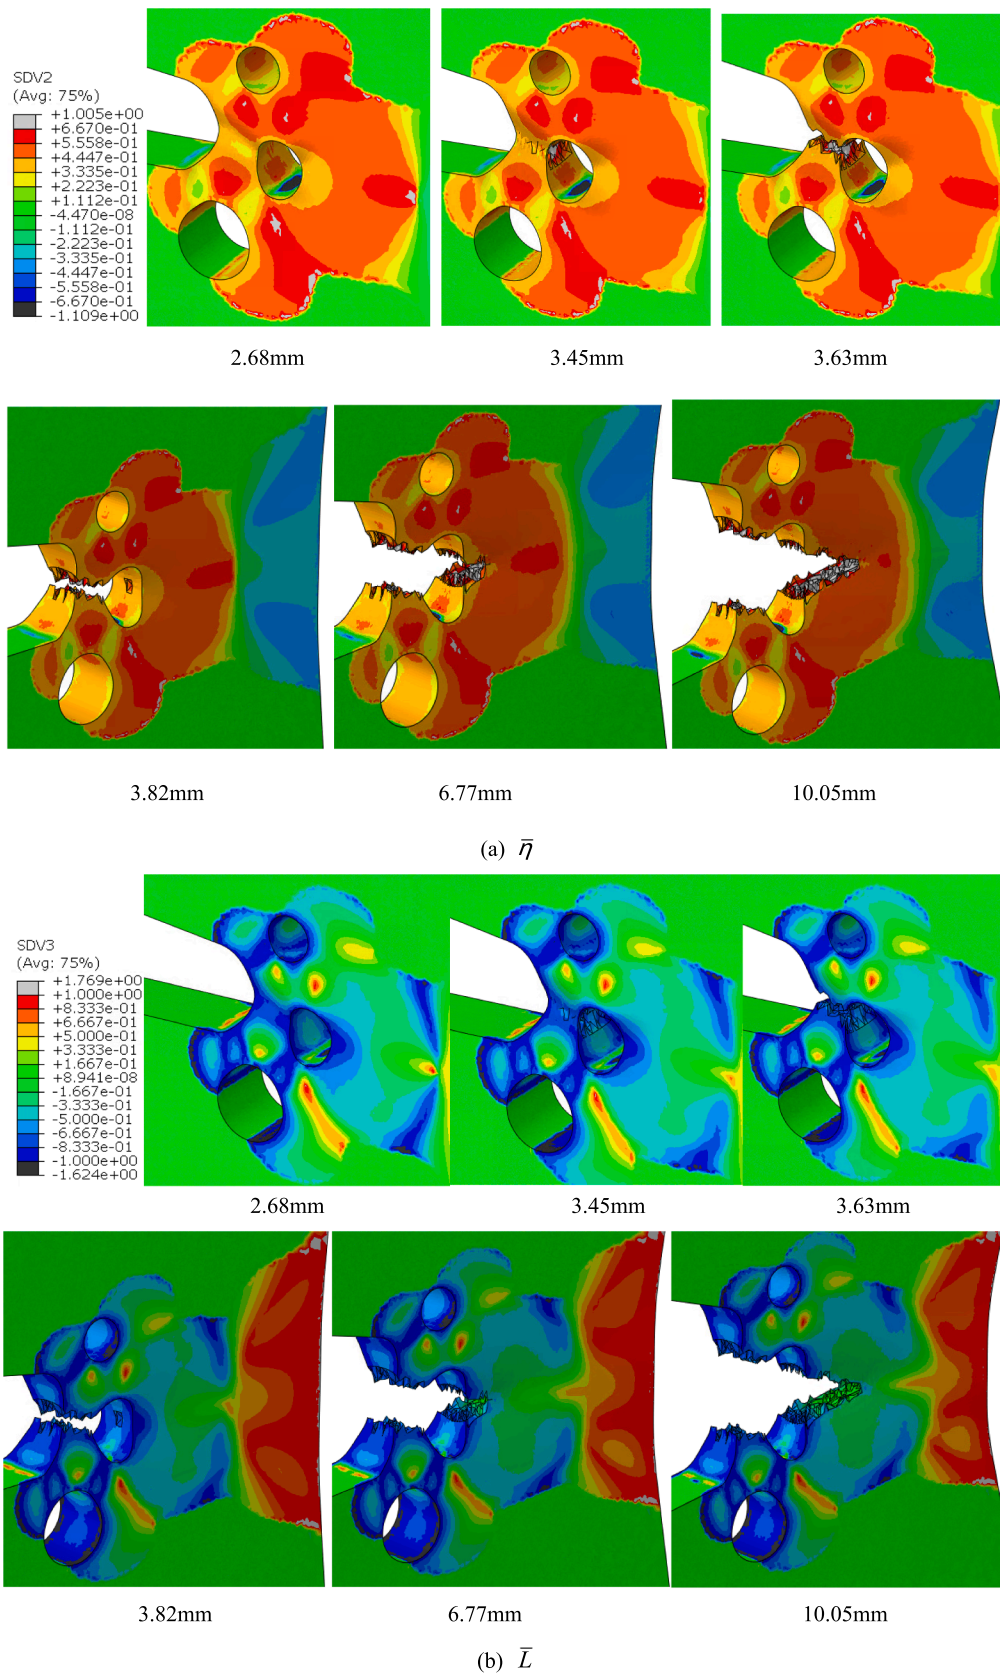 SDV2
(Avg: 75%)
+1.005e+00
+6.670e-01
+5.558e-01
+4.447e-01
+3.335e-01
+2.223e-01
+1.112e-01
-4.470e-08
-1.112e-01
-2.223e-01
-3.335e-01
-4.447e-01
-5.558e-01
-6.670e-01
-1.109e+00
2.68mm 3.45mm 3.63mm
3.82mm 6.77mm 10.05mm
(a) η̄
SDV3
(Avg: 75%)
+1.769e+00
+1.000e+00
+8.333e-01
+6.667e-01
+5.000e-01
+3.333e-01
+1.667e-01
+8.941e-08
-1.667e-01
-3.333e-01
-5.000e-01
-6.667e-01
-8.333e-01
-1.000e+00
-1.624e+00
2.68mm 3.45mm 3.63mm
3.82mm 6.77mm 10.05mm
(b) L̄